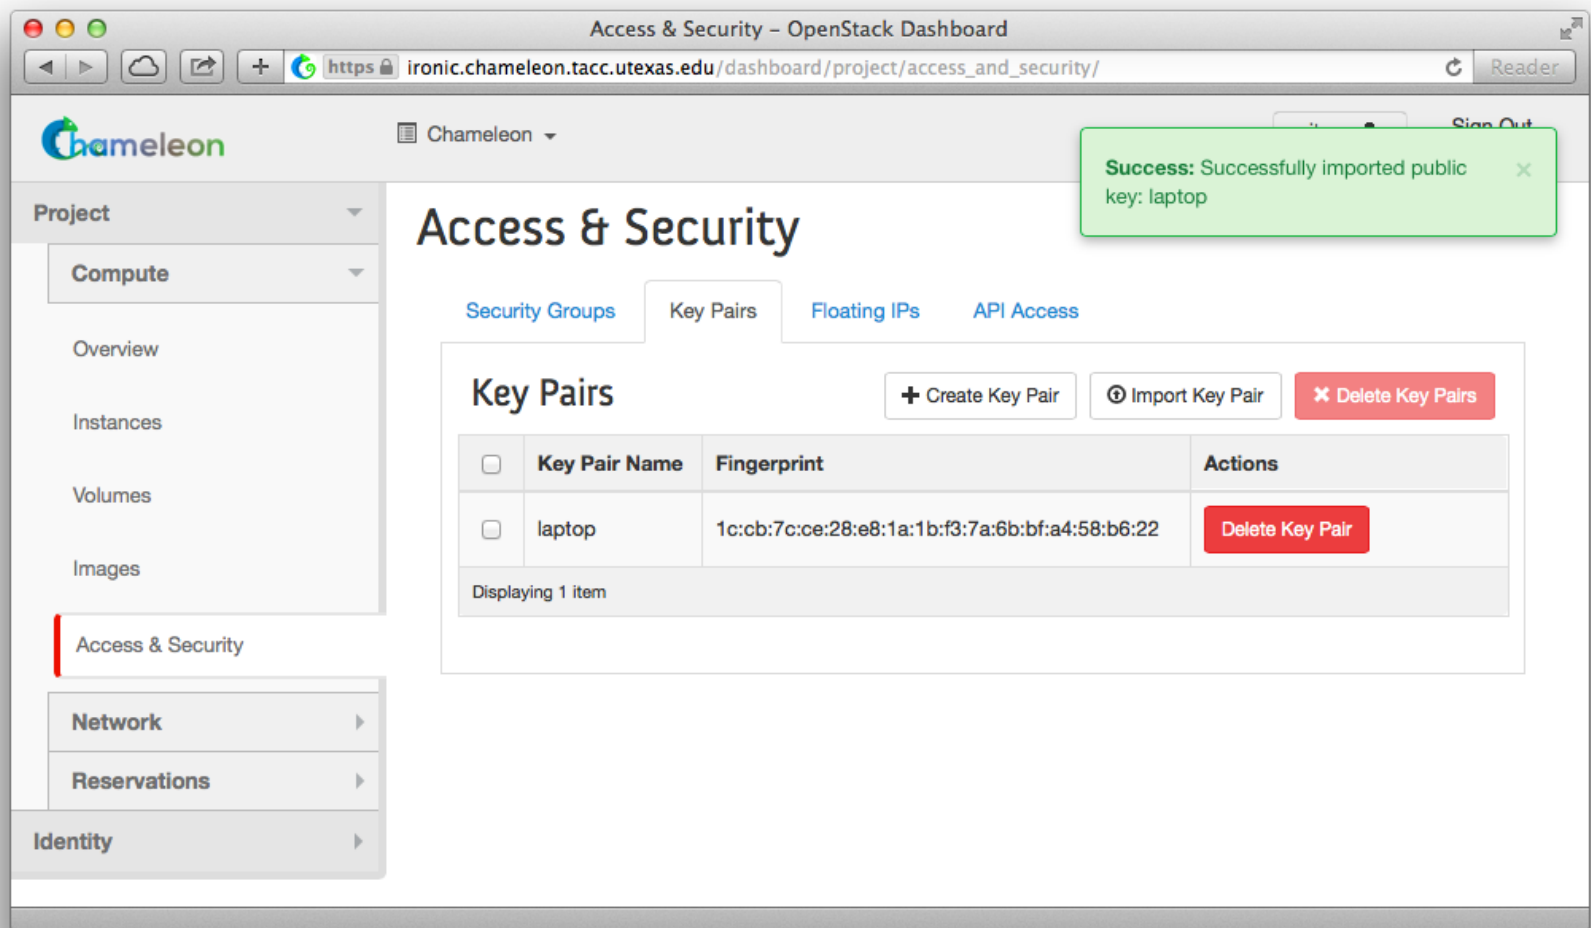 Access & Security – OpenStack Dashboard
https ironic.chameleon.tacc.utexas.edu/dashboard/project/access_and_security/ Reader
Chameleon
Chameleon
Sign Out
Success: Successfully imported public
key: laptop
Project
Compute
Overview
Instances
Volumes
Images
Access & Security
Network
Reservations
Identity
Access & Security
Security Groups Key Pairs Floating IPs API Access
Key Pairs
Create Key Pair Import Key Pair Delete Key Pairs
Key Pair Name Fingerprint Actions
laptop 1c:cb:7c:ce:28:e8:1a:1b:f3:7a:6b:bf:a4:58:b6:22 Delete Key Pair
Displaying 1 item